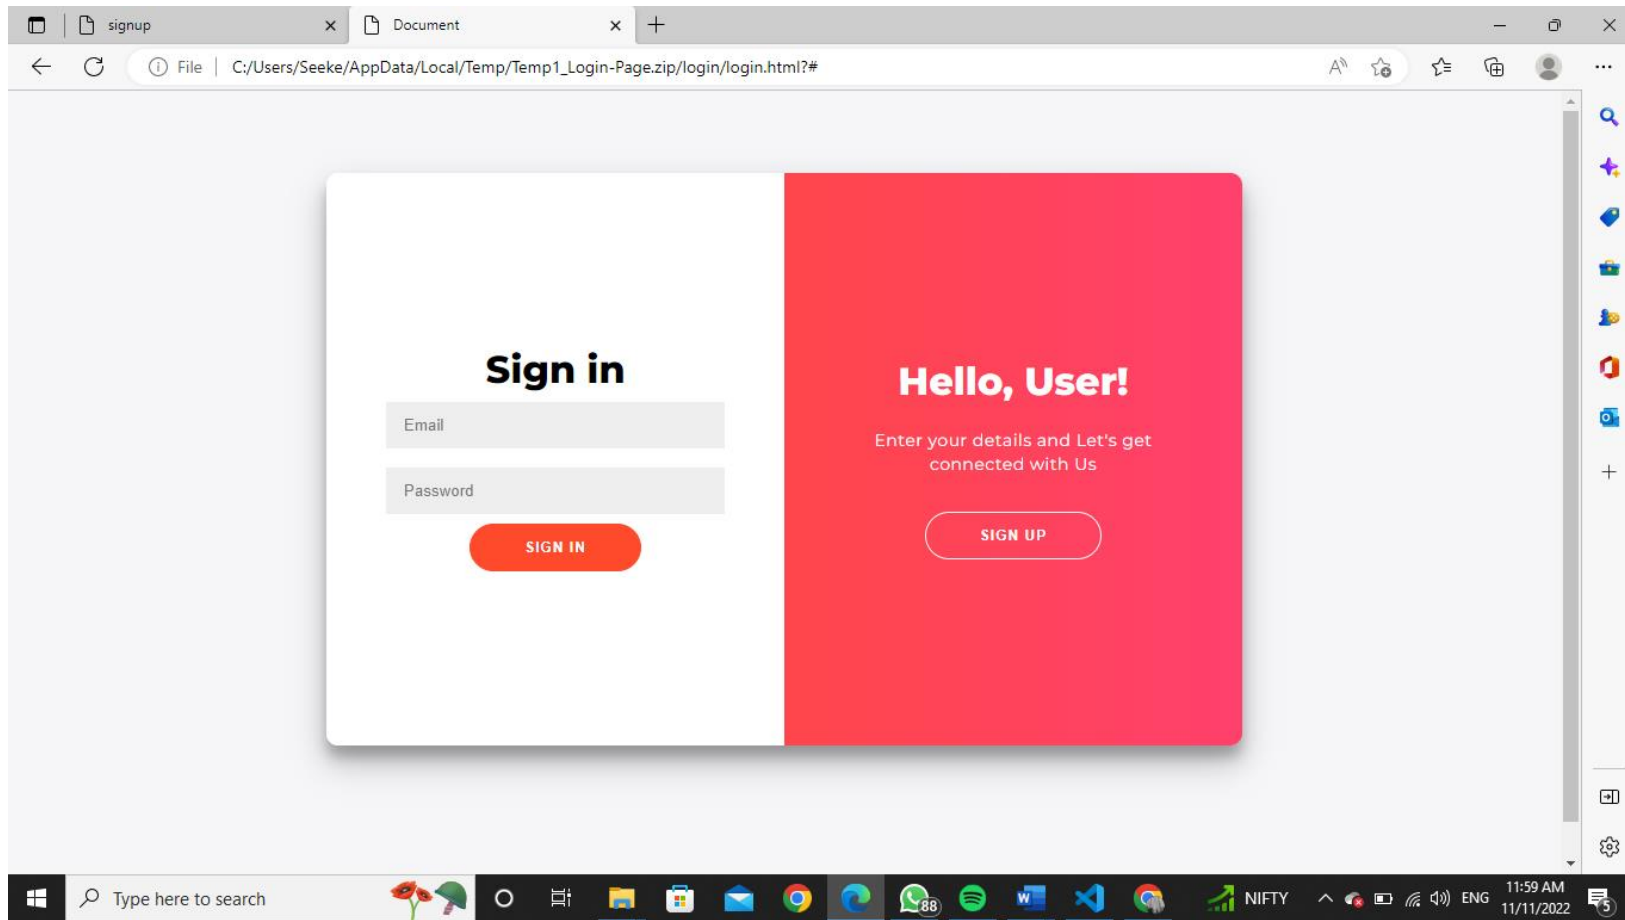 signup
Document
File
C:/Users/Seeke/AppData/Local/Temp/Temp1_Login-Page.zip/login/login.html?#
Sign in
Email
Password
SIGN IN
Hello, User!
Enter your details and Let's get
connected with Us
SIGN UP
Type here to search
88
NIFTY
ENG
11:59 AM
11/11/2022
5